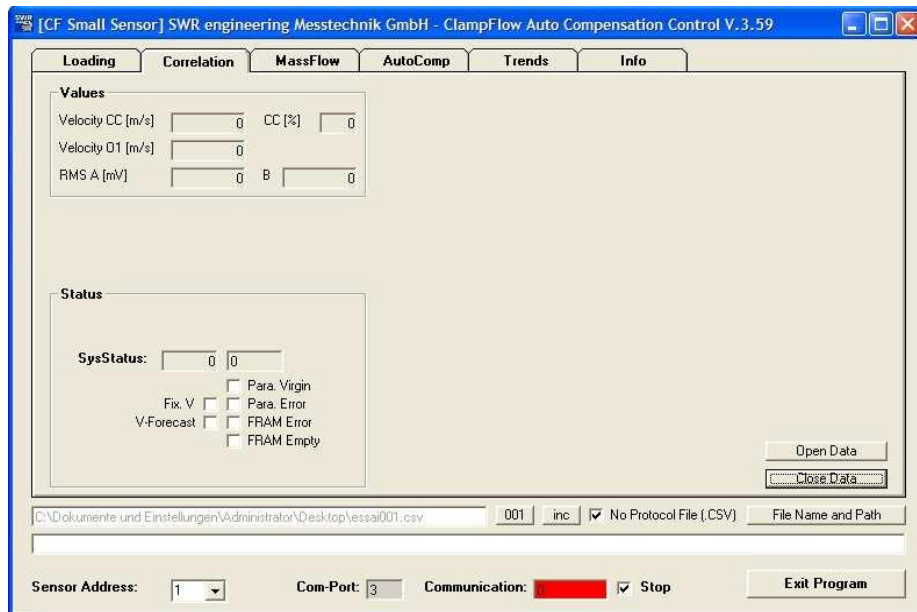 [CF Small Sensor] SWR engineering Messtechnik GmbH - ClampFlow Auto Compensation Control V.3.59
Loading Correlation MassFlow AutoComp Trends Info
Values
Velocity CC [m/s] 0 CC [%] 0
Velocity 01 [m/s] 0
RMS A [mV] 0 B 0
Status
SysStatus: 0 0
Para. Virgin
Fix. V Para. Error
V-Forecast FRAM Error
FRAM Empty
Open Data
Close Data
C:\Dokumente und Einstellungen\Administrator\Desktop\essai001.csv 001 inc No Protocol File (.CSV) File Name and Path
Sensor Address: 1 Com-Port: 3 Communication: 0 Stop Exit Program